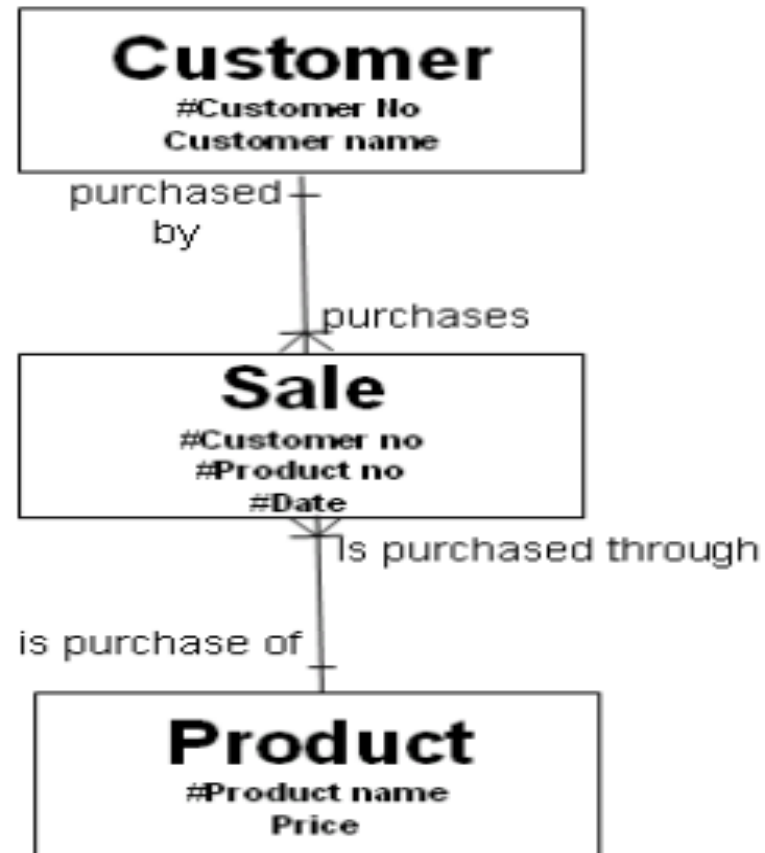 Customer
#Customer No
Customer name
purchased
by
purchases
Sale
#Customer no
#Product no
#Date
Is purchased through
is purchase of
Product
#Product name
Price